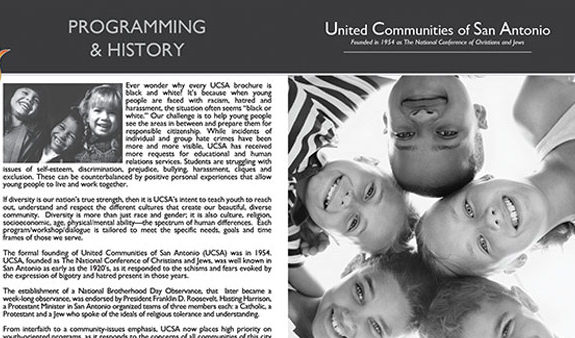 PROGRAMMING
& HISTORY
United Communities of San Antonio
Founded in 1954 as The National Conference of Christians and Jews
Ever wonder why every UCSA brochure is
black and white? It's because when young
people are faced with racism, hatred and
harassment, the situation often seems "black or
white." Our challenge is to help young people
see the areas in between and prepare them for
responsible citizenship. While incidents of
individual and group hate crimes have been
more and more visible, UCSA has received
more requests for educational and human
relations services. Students are struggling with
issues of self-esteem, discrimination, prejudice, bullying, harassment, cliques and
exclusion. These can be counterbalanced by positive personal experiences that allow
young people to live and work together.
If diversity is our nation's true strength, then it is UCSA's intent to teach youth to reach
out, understand and respect the different cultures that create our beautiful, diverse
community. Diversity is more than just race and gender; it is also culture, religion,
socioeconomic, age, physical/mental ability—the spectrum of human differences. Each
program/workshop/dialogue is tailored to meet the specific needs, goals and time
frames of those we serve.
The formal founding of United Communities of San Antonio (UCSA) was in 1954.
UCSA, founded as The National Conference of Christians and Jews, was well known in
San Antonio as early as the 1920's, as it responded to the schisms and fears evoked by
the expression of bigotry and hatred present in those years.
The establishment of a National Brotherhood Day Observance, that later became a
week-long observance, was endorsed by President Franklin D. Roosevelt. Hasting Harrison,
a Protestant Minister in San Antonio organized teams of three members each: a Catholic, a
Protestant and a Jew who spoke of the ideals of religious tolerance and understanding.
From interfaith to a community-issues emphasis, UCSA now places high priority on
youth-oriented programs, as it responds to the concerns of all communities of this city